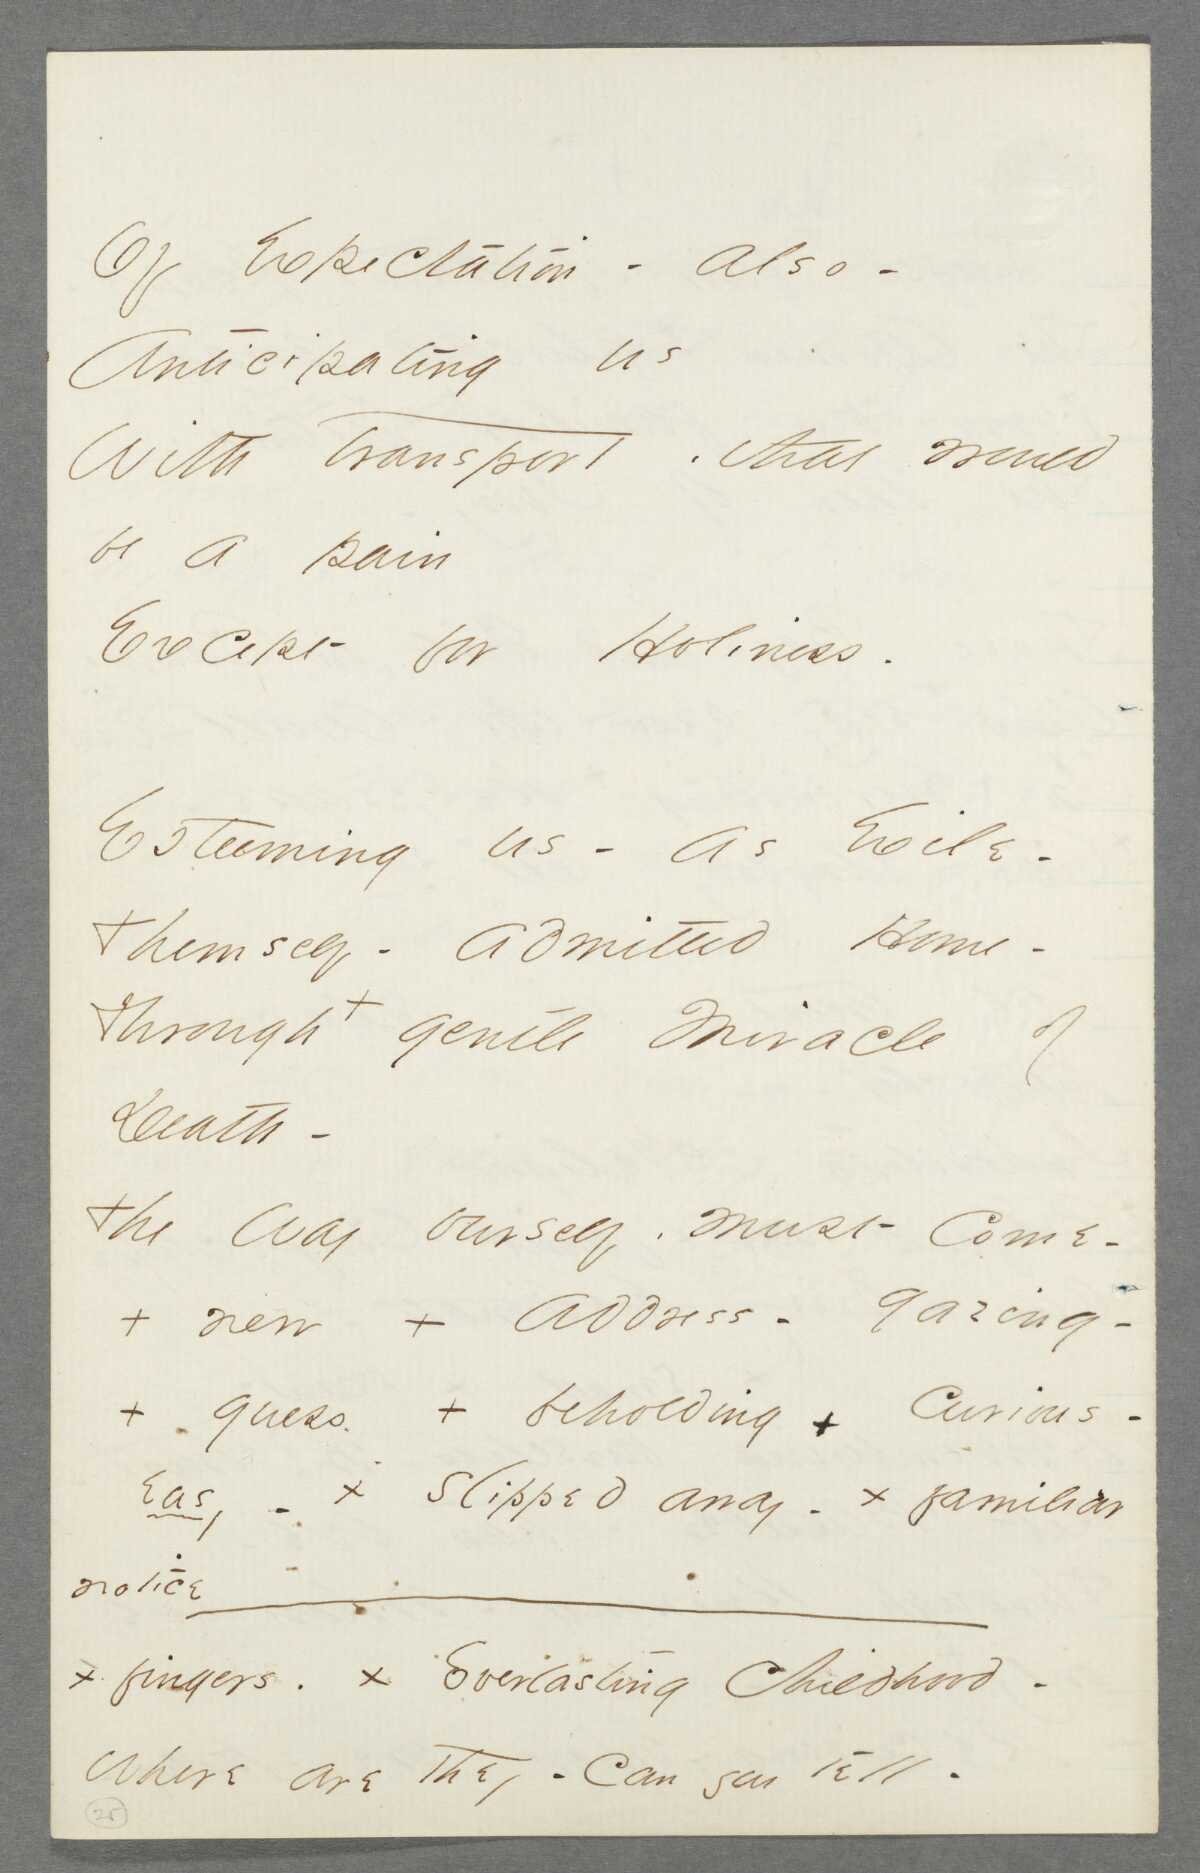 Of Expectation - also -
Anticipating us
With transport . that would
be a pain
Except for Holiness .
Esteeming us - as Exile -
Themself - admitted Home -
Through + gentle Miracle of
Death -
The Way ourself . must come -
+ new + Address - gazing -
+ guess . + beholding + Curious -
easy - + slipped away - + familiar
notice
+ fingers . + Everlasting Childhood -
Where are they - Can you tell -
25